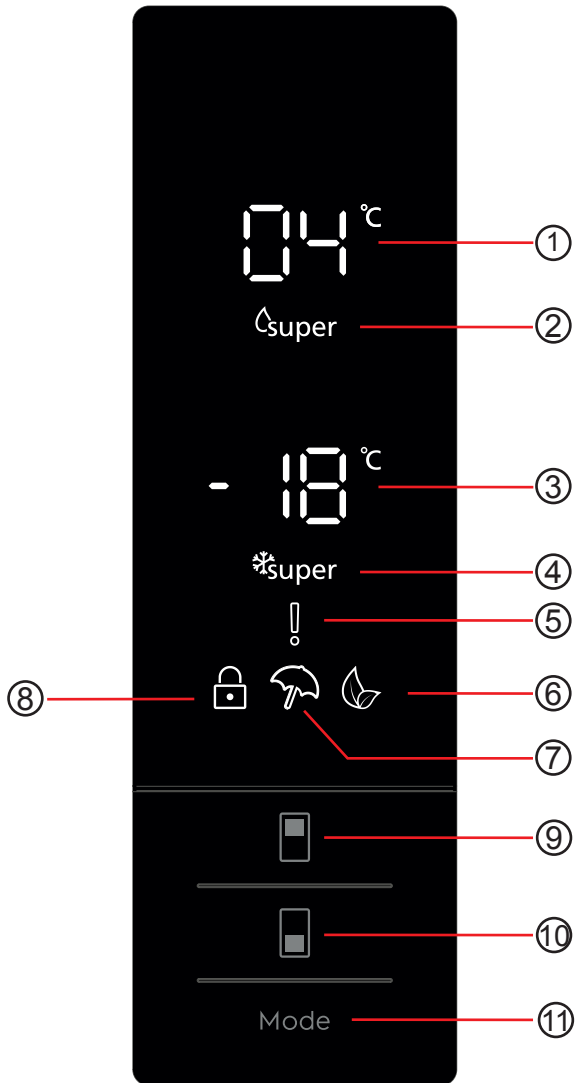 04 °C
①
super
②
-18 °C
③
super
④
⑤
⑧
⑥
⑦
⑨
⑩
Mode
⑪